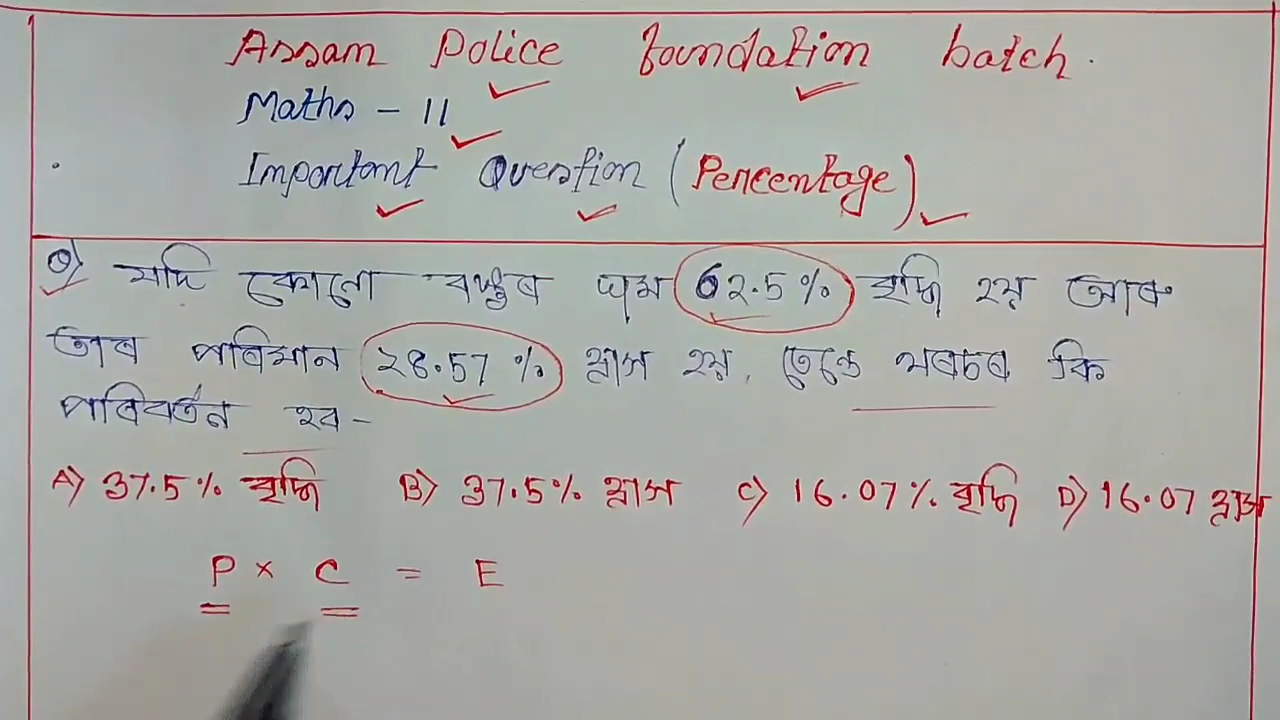 Assam Police foundation batch.
Maths - 11
Important Question (Percentage)
Q) যদি কোনো বস্তুৰ দাম 62.5% বৃদ্ধি হয় আৰু
তাৰ পৰিমান 28.57 % হ্ৰাস হয়, তেন্তে খৰচৰ কি
পৰিবৰ্তন হব-
A) 37.5% বৃদ্ধি B) 37.5% হ্ৰাস C) 16.07% বৃদ্ধি D) 16.07 হ্ৰাস
P × C = E